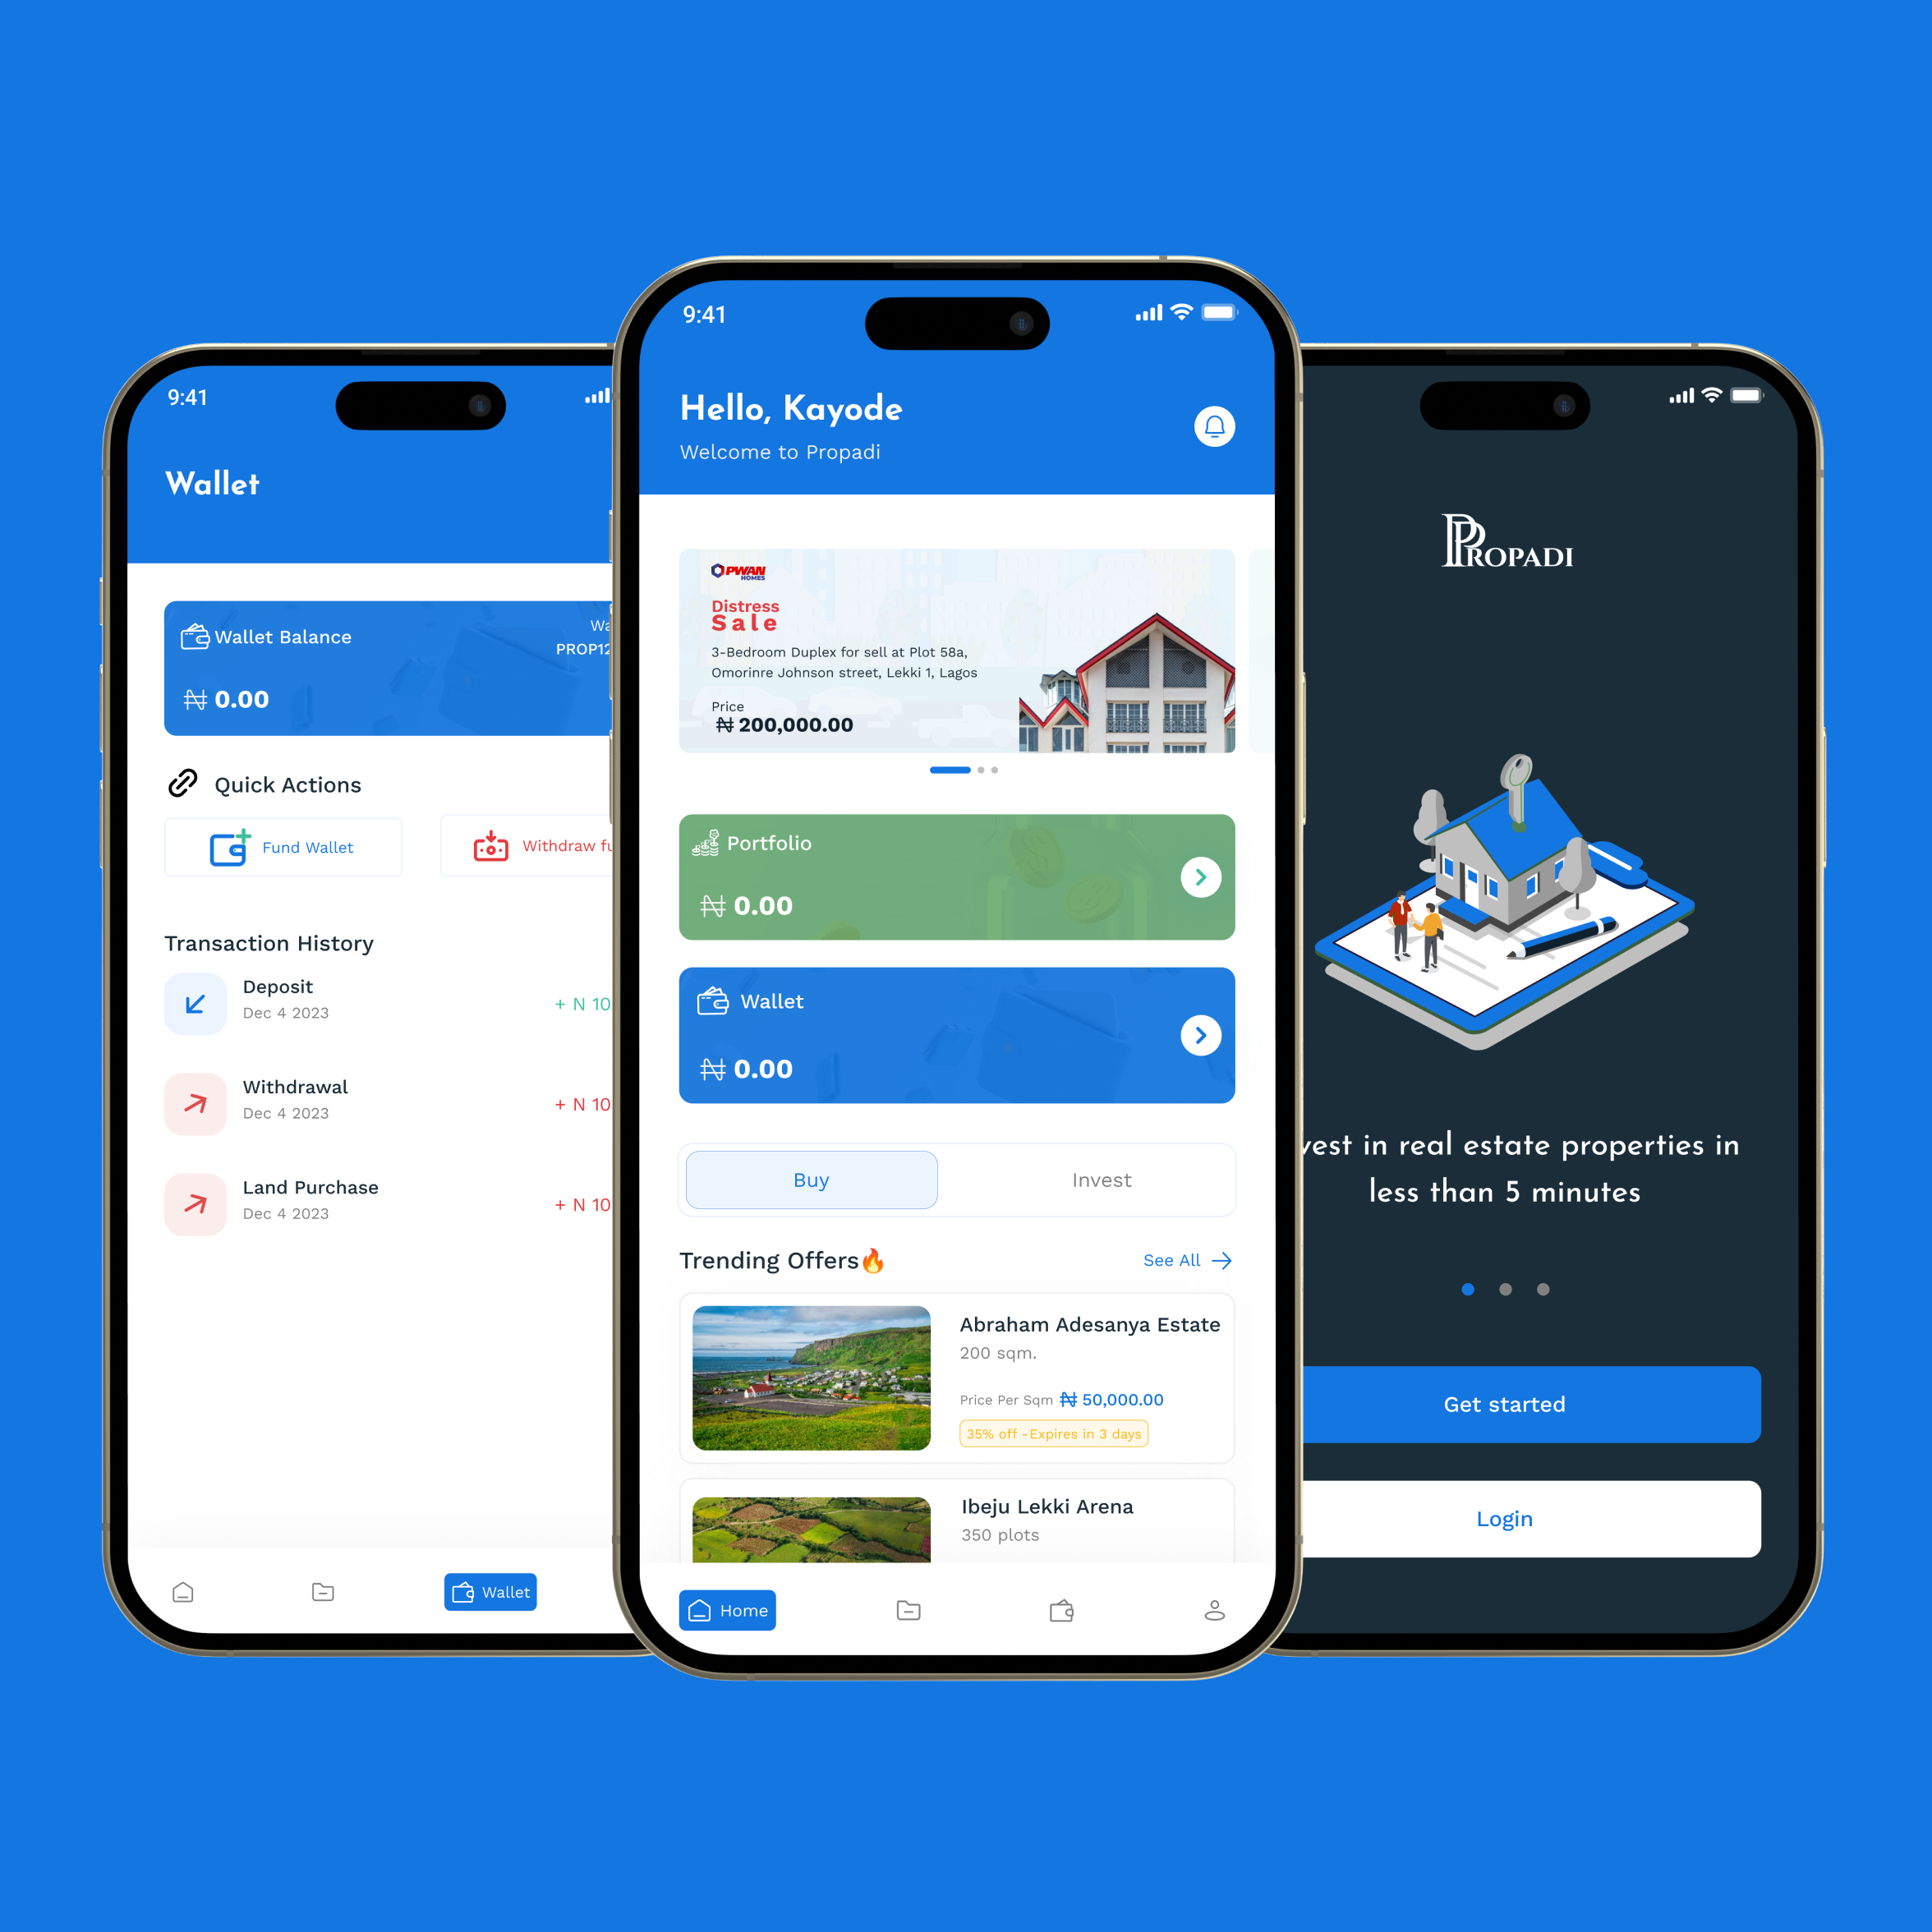 9:41
Wallet
Wallet Balance
PROP12
₦ 0.00
Quick Actions
Fund Wallet
Withdraw
Transaction History
Deposit
Dec 4 2023
+ N 10
Withdrawal
Dec 4 2023
+ N 10
Land Purchase
Dec 4 2023
+ N 10
Wallet
9:41
Hello, Kayode
Welcome to Propadi
PWAN
HOMES
Distress
Sale
3-Bedroom Duplex for sell at Plot 58a,
Omorinre Johnson street, Lekki 1, Lagos
Price
₦ 200,000.00
Portfolio
₦ 0.00
Wallet
₦ 0.00
Buy
Invest
Trending Offers🔥
See All
Abraham Adesanya Estate
200 sqm.
Price Per Sqm ₦ 50,000.00
35% off -Expires in 3 days
Ibeju Lekki Arena
350 plots
Home
PROPADI
vest in real estate properties in
less than 5 minutes
Get started
Login